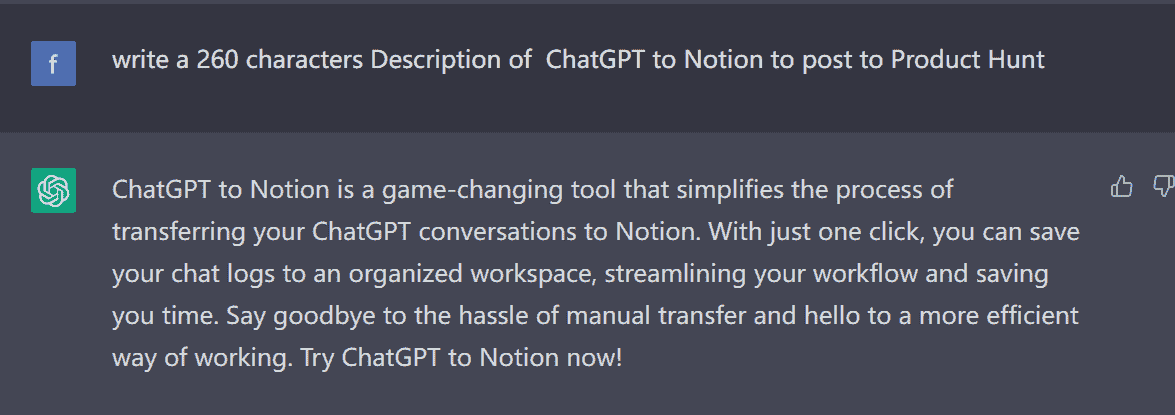 f
write a 260 characters Description of  ChatGPT to Notion to post to Product Hunt
ChatGPT to Notion is a game-changing tool that simplifies the process of
transferring your ChatGPT conversations to Notion. With just one click, you can save
your chat logs to an organized workspace, streamlining your workflow and saving
you time. Say goodbye to the hassle of manual transfer and hello to a more efficient
way of working. Try ChatGPT to Notion now!